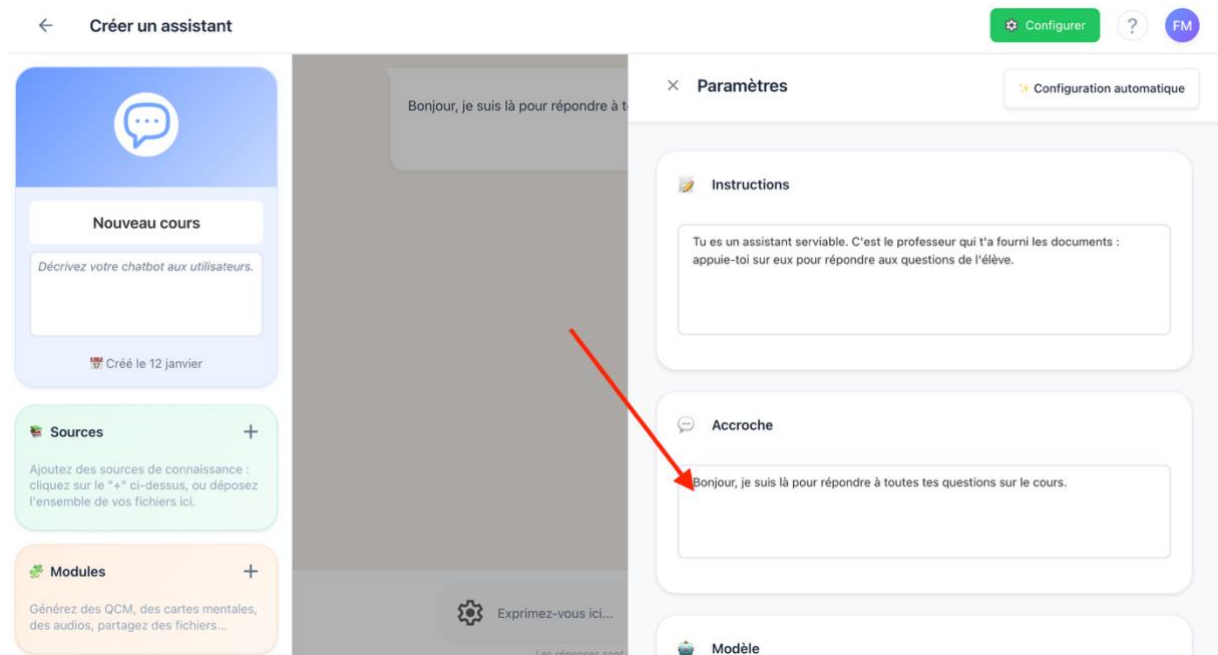 Créer un assistant
Configurer
?
FM
Nouveau cours
Décrivez votre chatbot aux utilisateurs.
Créé le 12 janvier
Sources
+
Ajoutez des sources de connaissance :
cliquez sur le "+" ci-dessus, ou déposez
l'ensemble de vos fichiers ici.
Modules
+
Générez des QCM, des cartes mentales,
des audios, partagez des fichiers...
Bonjour, je suis là pour répondre à
Exprimez-vous ici...
Les réponses sont
Paramètres
Configuration automatique
Instructions
Tu es un assistant serviable. C'est le professeur qui t'a fourni les documents :
appuie-toi sur eux pour répondre aux questions de l'élève.
Accroche
Bonjour, je suis là pour répondre à toutes tes questions sur le cours.
Modèle